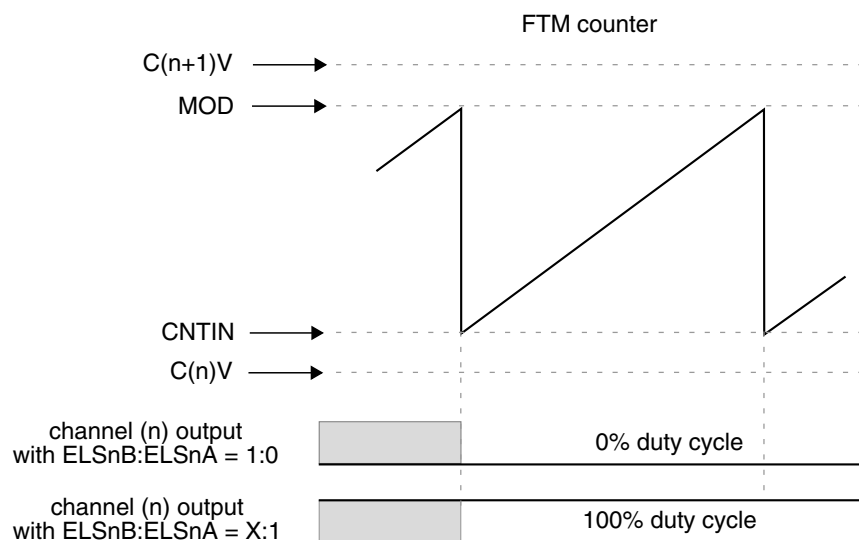 FTM counter
C(n+1)V
MOD
CNTIN
C(n)V
channel (n) output
with ELSnB:ELSnA = 1:0
0% duty cycle
channel (n) output
with ELSnB:ELSnA = X:1
100% duty cycle